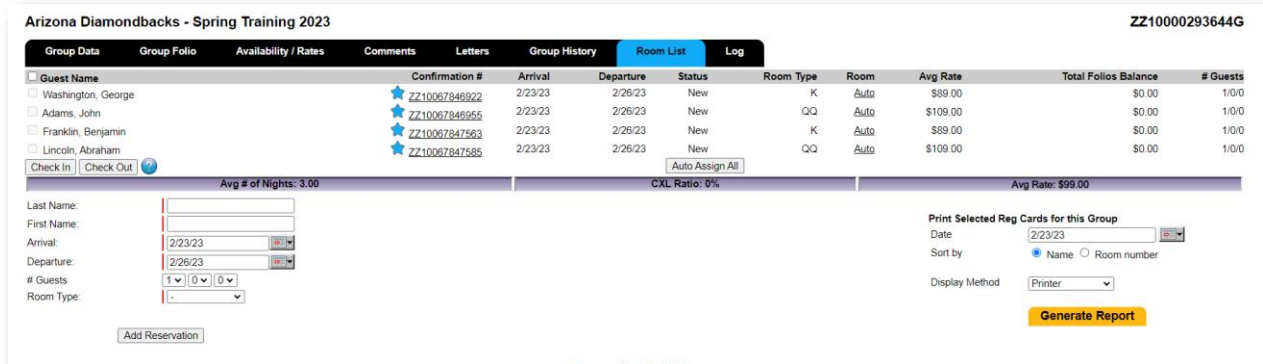 Arizona Diamondbacks - Spring Training 2023 ZZ10000293644G
Group Data Group Folio Availability / Rates Comments Letters Group History Room List Log
Guest Name Confirmation # Arrival Departure Status Room Type Room Avg Rate Total Folios Balance # Guests
Washington, George ZZ10067846922 2/23/23 2/26/23 New K Auto $89.00 $0.00 1/0/0
Adams, John ZZ10067846955 2/23/23 2/26/23 New QQ Auto $109.00 $0.00 1/0/0
Franklin, Benjamin ZZ10067847563 2/23/23 2/26/23 New K Auto $89.00 $0.00 1/0/0
Lincoln, Abraham ZZ10067847585 2/23/23 2/26/23 New QQ Auto $109.00 $0.00 1/0/0
Check In Check Out ? Auto Assign All
Avg # of Nights: 3.00 CXL Ratio: 0% Avg Rate: $99.00
Last Name:
First Name:
Arrival: 2/23/23
Departure: 2/26/23
# Guests 1 0 0
Room Type: -
Add Reservation
Print Selected Reg Cards for this Group
Date 2/23/23
Sort by Name Room number
Display Method Printer
Generate Report